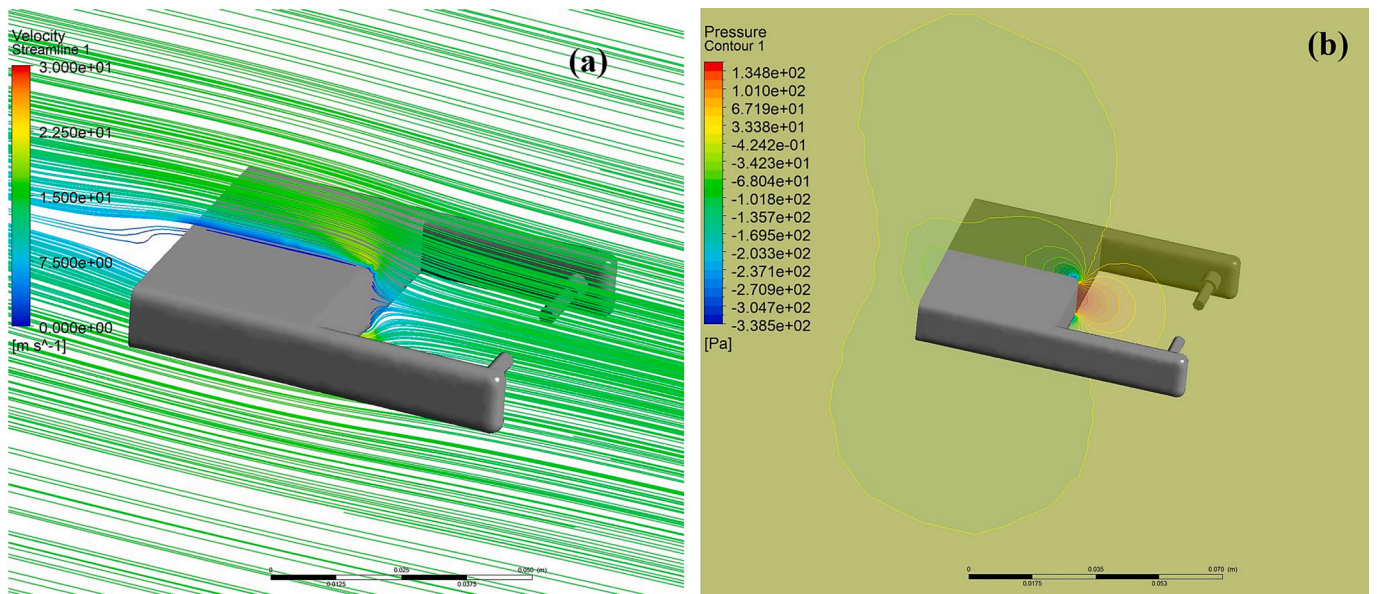 Velocity
Streamline 1
(a)
3.000e+01
2.250e+01
1.500e+01
7.500e+00
0.000e+00
[m s^-1]
0
0.025
0.050 (m)
0.0125
0.0375
Pressure
Contour 1
(b)
1.348e+02
1.010e+02
6.719e+01
3.338e+01
-4.242e-01
-3.423e+01
-6.804e+01
-1.018e+02
-1.357e+02
-1.695e+02
-2.033e+02
-2.371e+02
-2.709e+02
-3.047e+02
-3.385e+02
[Pa]
0
0.035
0.070 (m)
0.0175
0.053